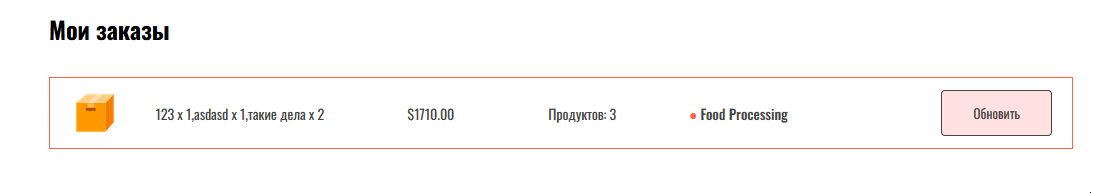 Мои заказы
123 x 1,asdasd x 1,такие дела x 2 $1710.00 Продуктов: 3 ● Food Processing Обновить